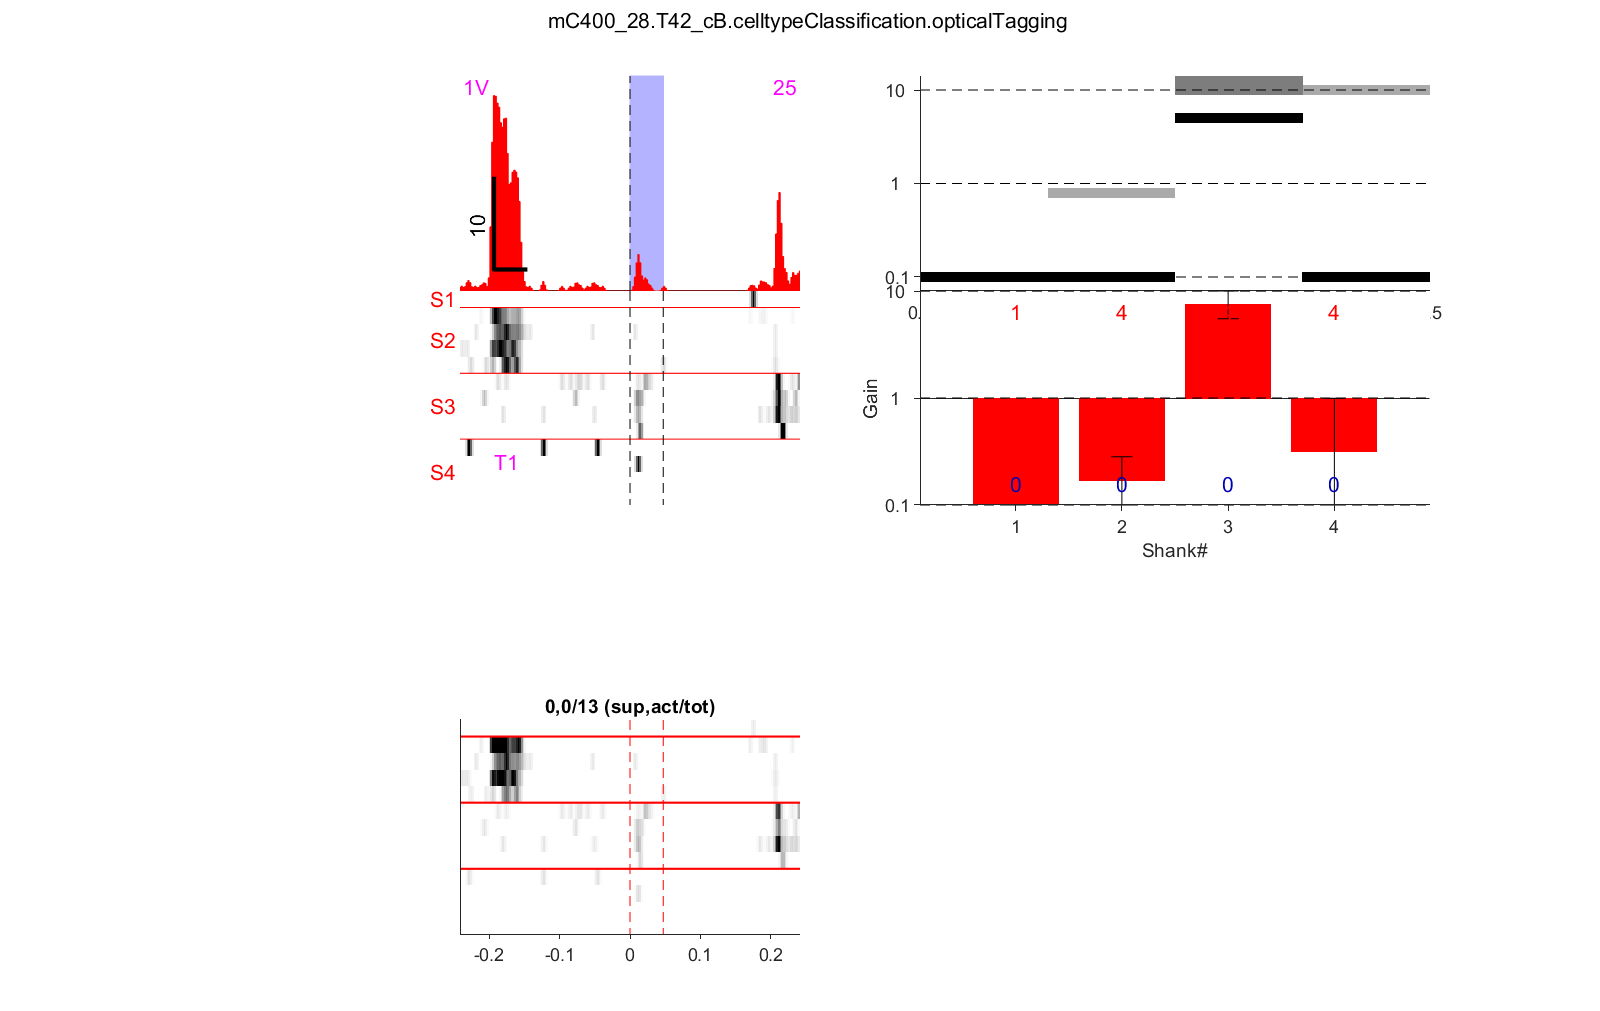 mC400_28.T42_cB.celltypeClassification.opticalTagging
1V
25
10
S1
S2
S3
S4
T1
10
1
0.1
0.
.5
1
4
4
10
1
0.1
Gain
0
0
0
0
1
2
3
4
Shank#
0,0/13 (sup,act/tot)
-0.2
-0.1
0
0.1
0.2